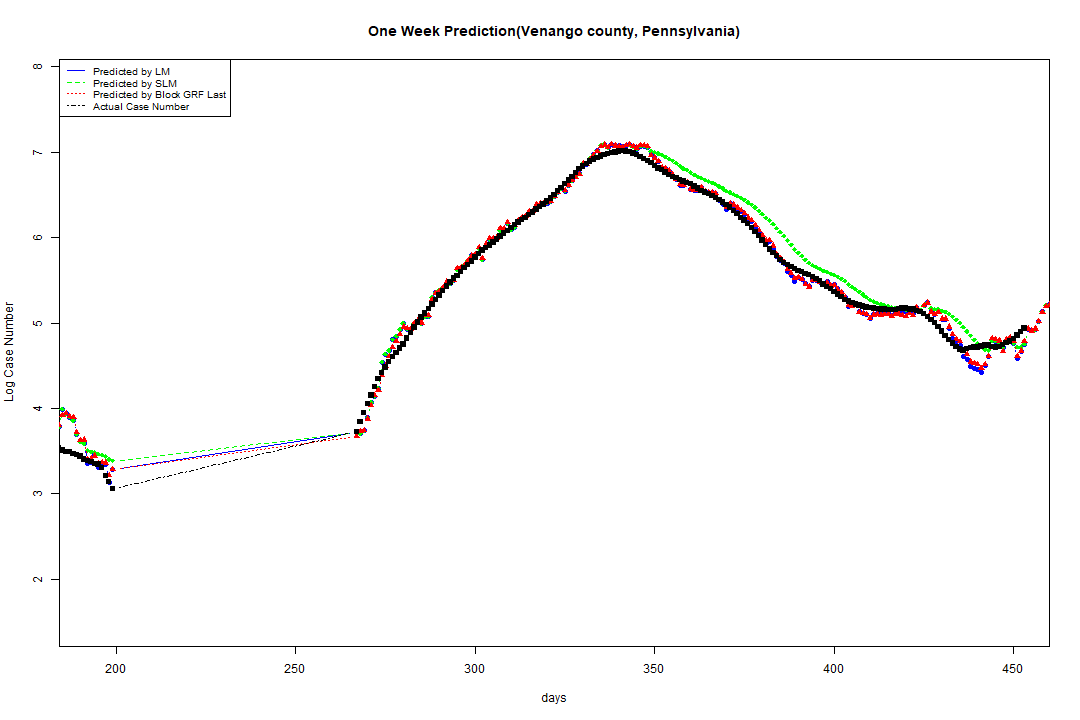 One Week Prediction(Venango county, Pennsylvania)
Predicted by LM
Predicted by SLM
Predicted by Block GRF Last
Actual Case Number
Log Case Number
8
7
6
5
4
3
2
200 250 300 350 400 450
days